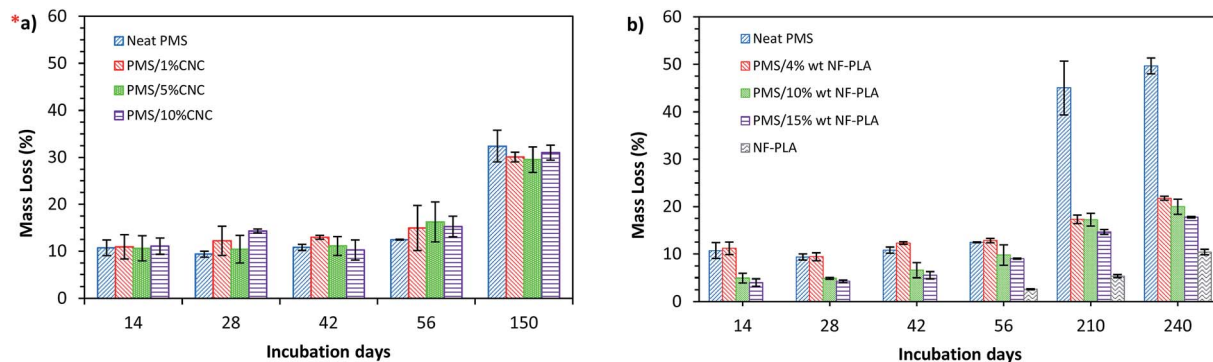 *a)
60
50
40
30
20
10
0
Mass Loss (%)
Neat PMS
PMS/1%CNC
PMS/5%CNC
PMS/10%CNC
14 28 42 56 150
Incubation days
b)
60
50
40
30
20
10
0
Mass Loss (%)
Neat PMS
PMS/4% wt NF-PLA
PMS/10% wt NF-PLA
PMS/15% wt NF-PLA
NF-PLA
14 28 42 56 210 240
Incubation days